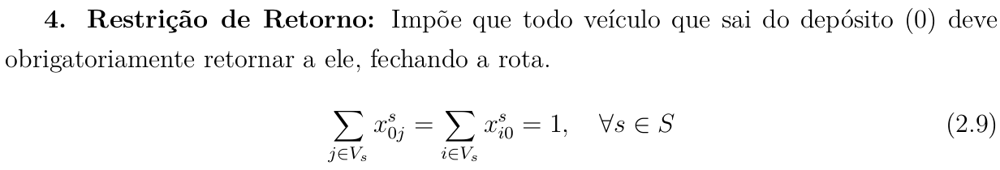 4. Restrição de Retorno: Impõe que todo veículo que sai do depósito (0) deve
obrigatoriamente retornar a ele, fechando a rota.
\sum_{j \in V_s} x_{0j}^s = \sum_{i \in V_s} x_{i0}^s = 1, \quad \forall s \in S \quad (2.9)